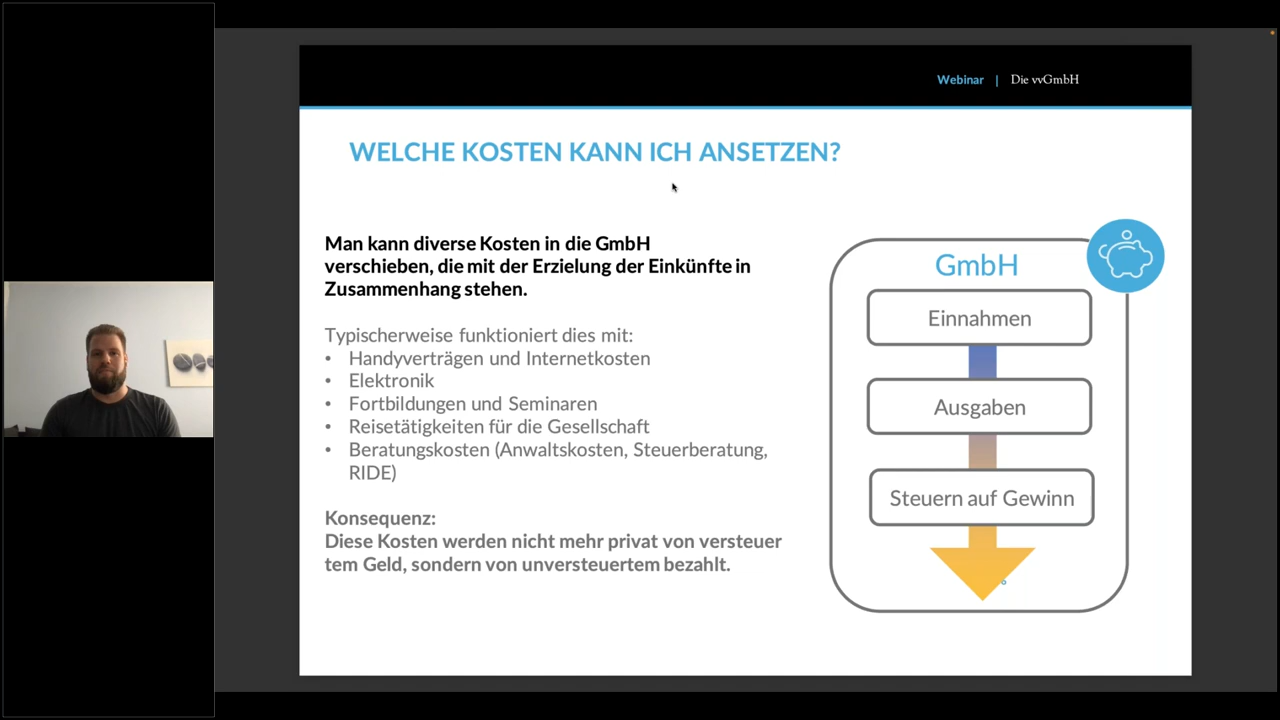 Webinar | Die vvGmbH
WELCHE KOSTEN KANN ICH ANSETZEN?
Man kann diverse Kosten in die GmbH
verschieben, die mit der Erzielung der Einkünfte in
Zusammenhang stehen.
Typischerweise funktioniert dies mit:
• Handyverträgen und Internetkosten
• Elektronik
• Fortbildungen und Seminaren
• Reisetätigkeiten für die Gesellschaft
• Beratungskosten (Anwaltskosten, Steuerberatung,
RIDE)
Konsequenz:
Diese Kosten werden nicht mehr privat von versteuer
tem Geld, sondern von unversteuertem bezahlt.
GmbH
Einnahmen
Ausgaben
Steuern auf Gewinn